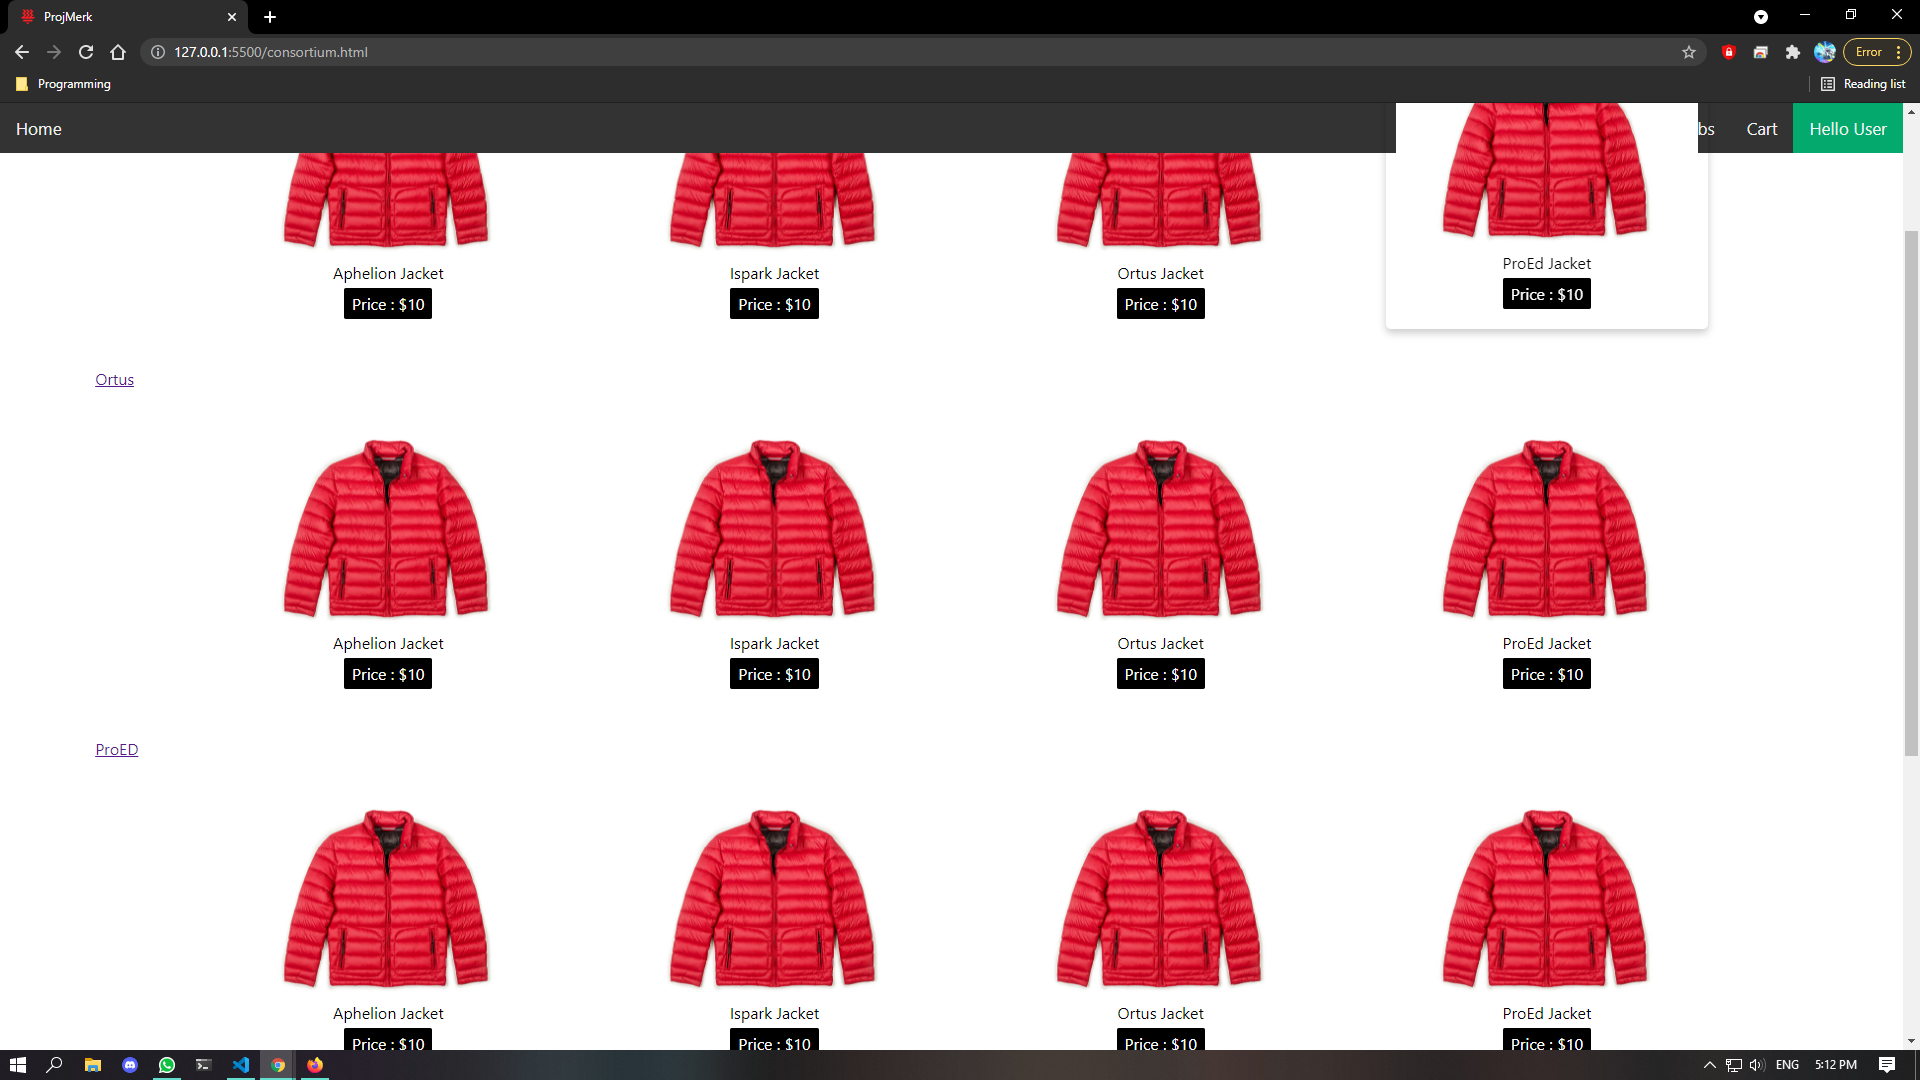 ProjMerk
127.0.0.1:5500/consortium.html
Error
Programming
Reading list
Home
bs
Cart
Hello User
Aphelion Jacket
Ispark Jacket
Ortus Jacket
ProEd Jacket
Price : $10
Price : $10
Price : $10
Price : $10
Ortus
Aphelion Jacket
Ispark Jacket
Ortus Jacket
ProEd Jacket
Price : $10
Price : $10
Price : $10
Price : $10
ProED
Aphelion Jacket
Ispark Jacket
Ortus Jacket
ProEd Jacket
Price : $10
Price : $10
Price : $10
Price : $10
ENG
5:12 PM